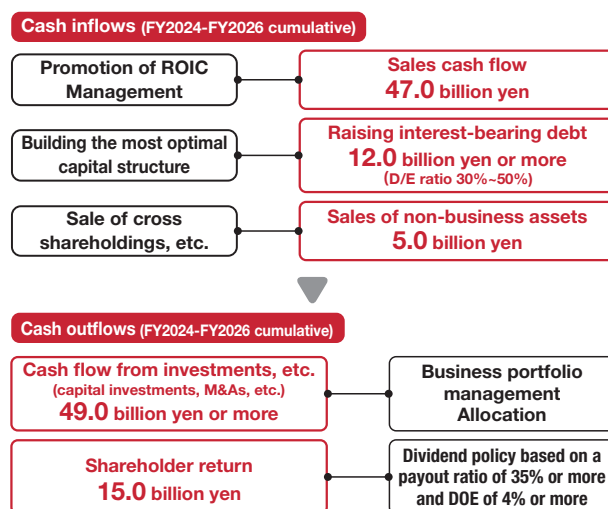 Cash inflows (FY2024-FY2026 cumulative)
Promotion of ROIC
Management
Sales cash flow
47.0 billion yen
Building the most optimal
capital structure
Raising interest-bearing debt
12.0 billion yen or more
(D/E ratio 30%~50%)
Sale of cross
shareholdings, etc.
Sales of non-business assets
5.0 billion yen
Cash outflows (FY2024-FY2026 cumulative)
Cash flow from investments, etc.
(capital investments, M&As, etc.)
49.0 billion yen or more
Business portfolio
management
Allocation
Shareholder return
15.0 billion yen
Dividend policy based on a
payout ratio of 35% or more
and DOE of 4% or more